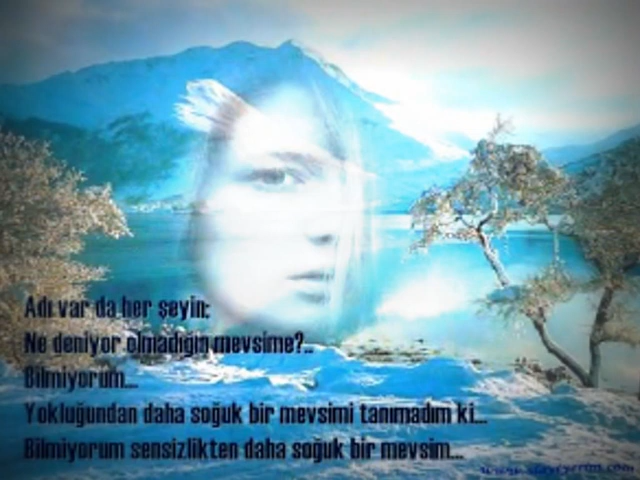 Adı var da her şeyin:
Ne deniyor olmadığın mevsime?..
Bilmiyorum...
Yokluğundan daha soğuk bir mevsimi tanımadım ki...
Bilmiyorum sensizlikten daha soğuk bir mevsim...